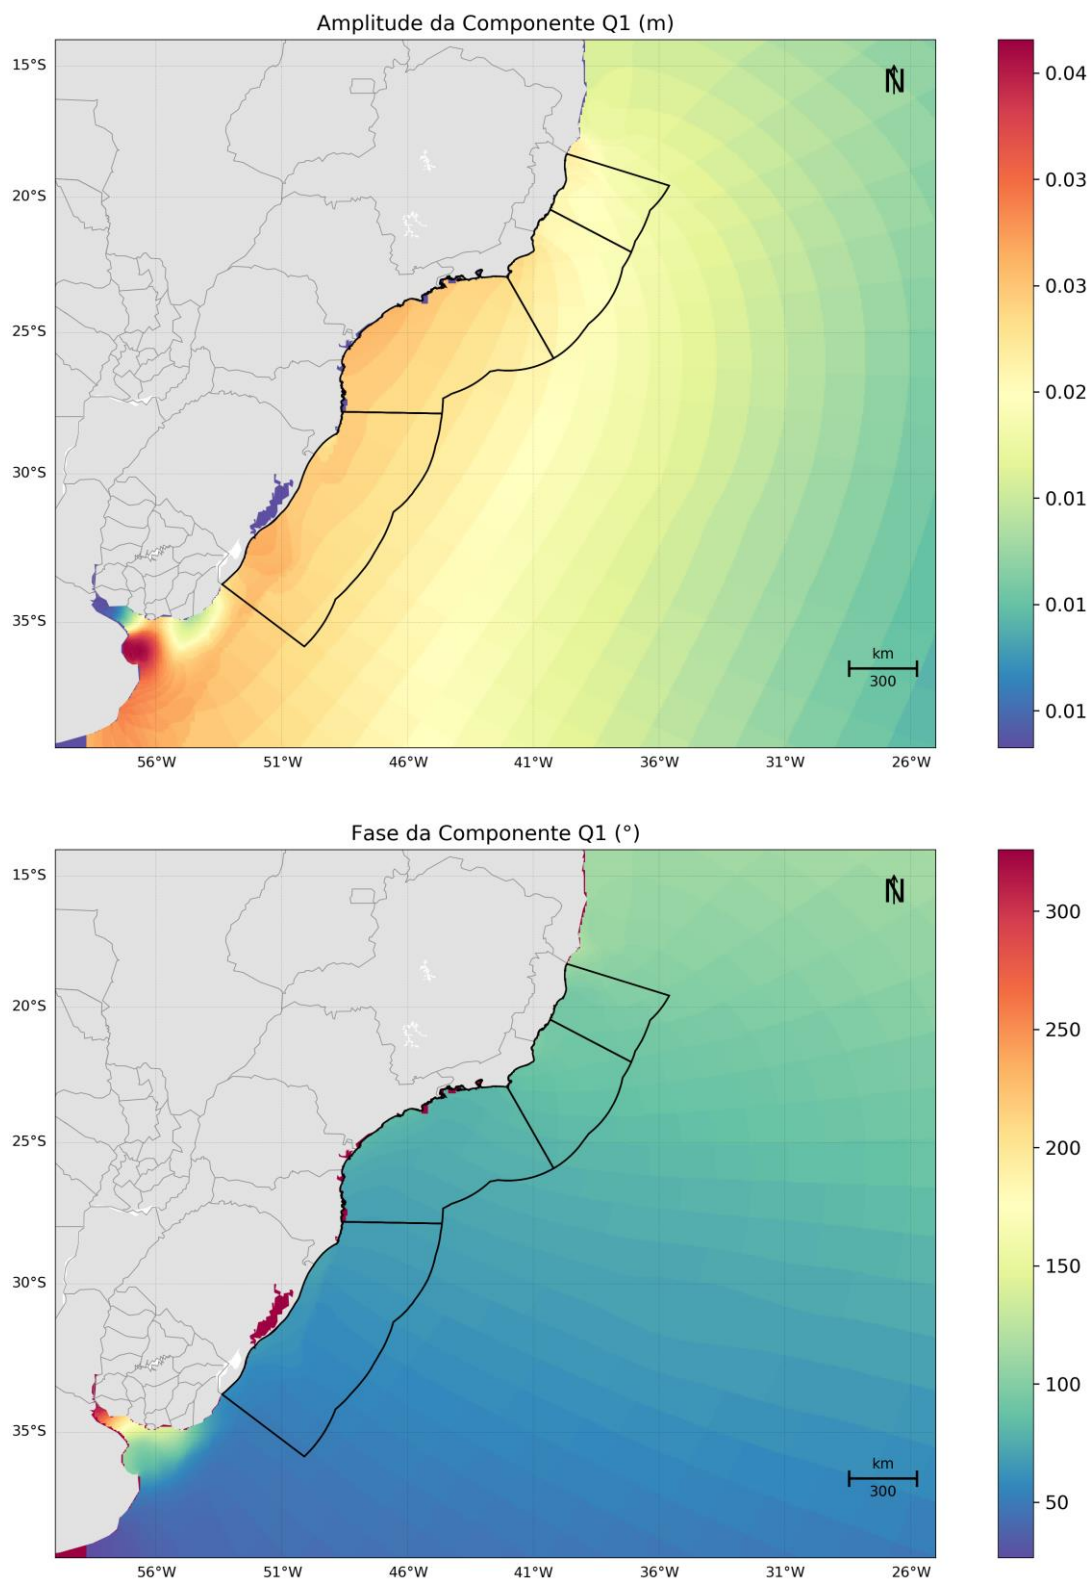 Amplitude da Componente Q1 (m)
15°S
20°S
25°S
30°S
35°S
N
km
300
56°W 51°W 46°W 41°W 36°W 31°W 26°W
0.04
0.03
0.03
0.02
0.01
0.01
0.01
Fase da Componente Q1 (°)
15°S
20°S
25°S
30°S
35°S
N
km
300
56°W 51°W 46°W 41°W 36°W 31°W 26°W
300
250
200
150
100
50